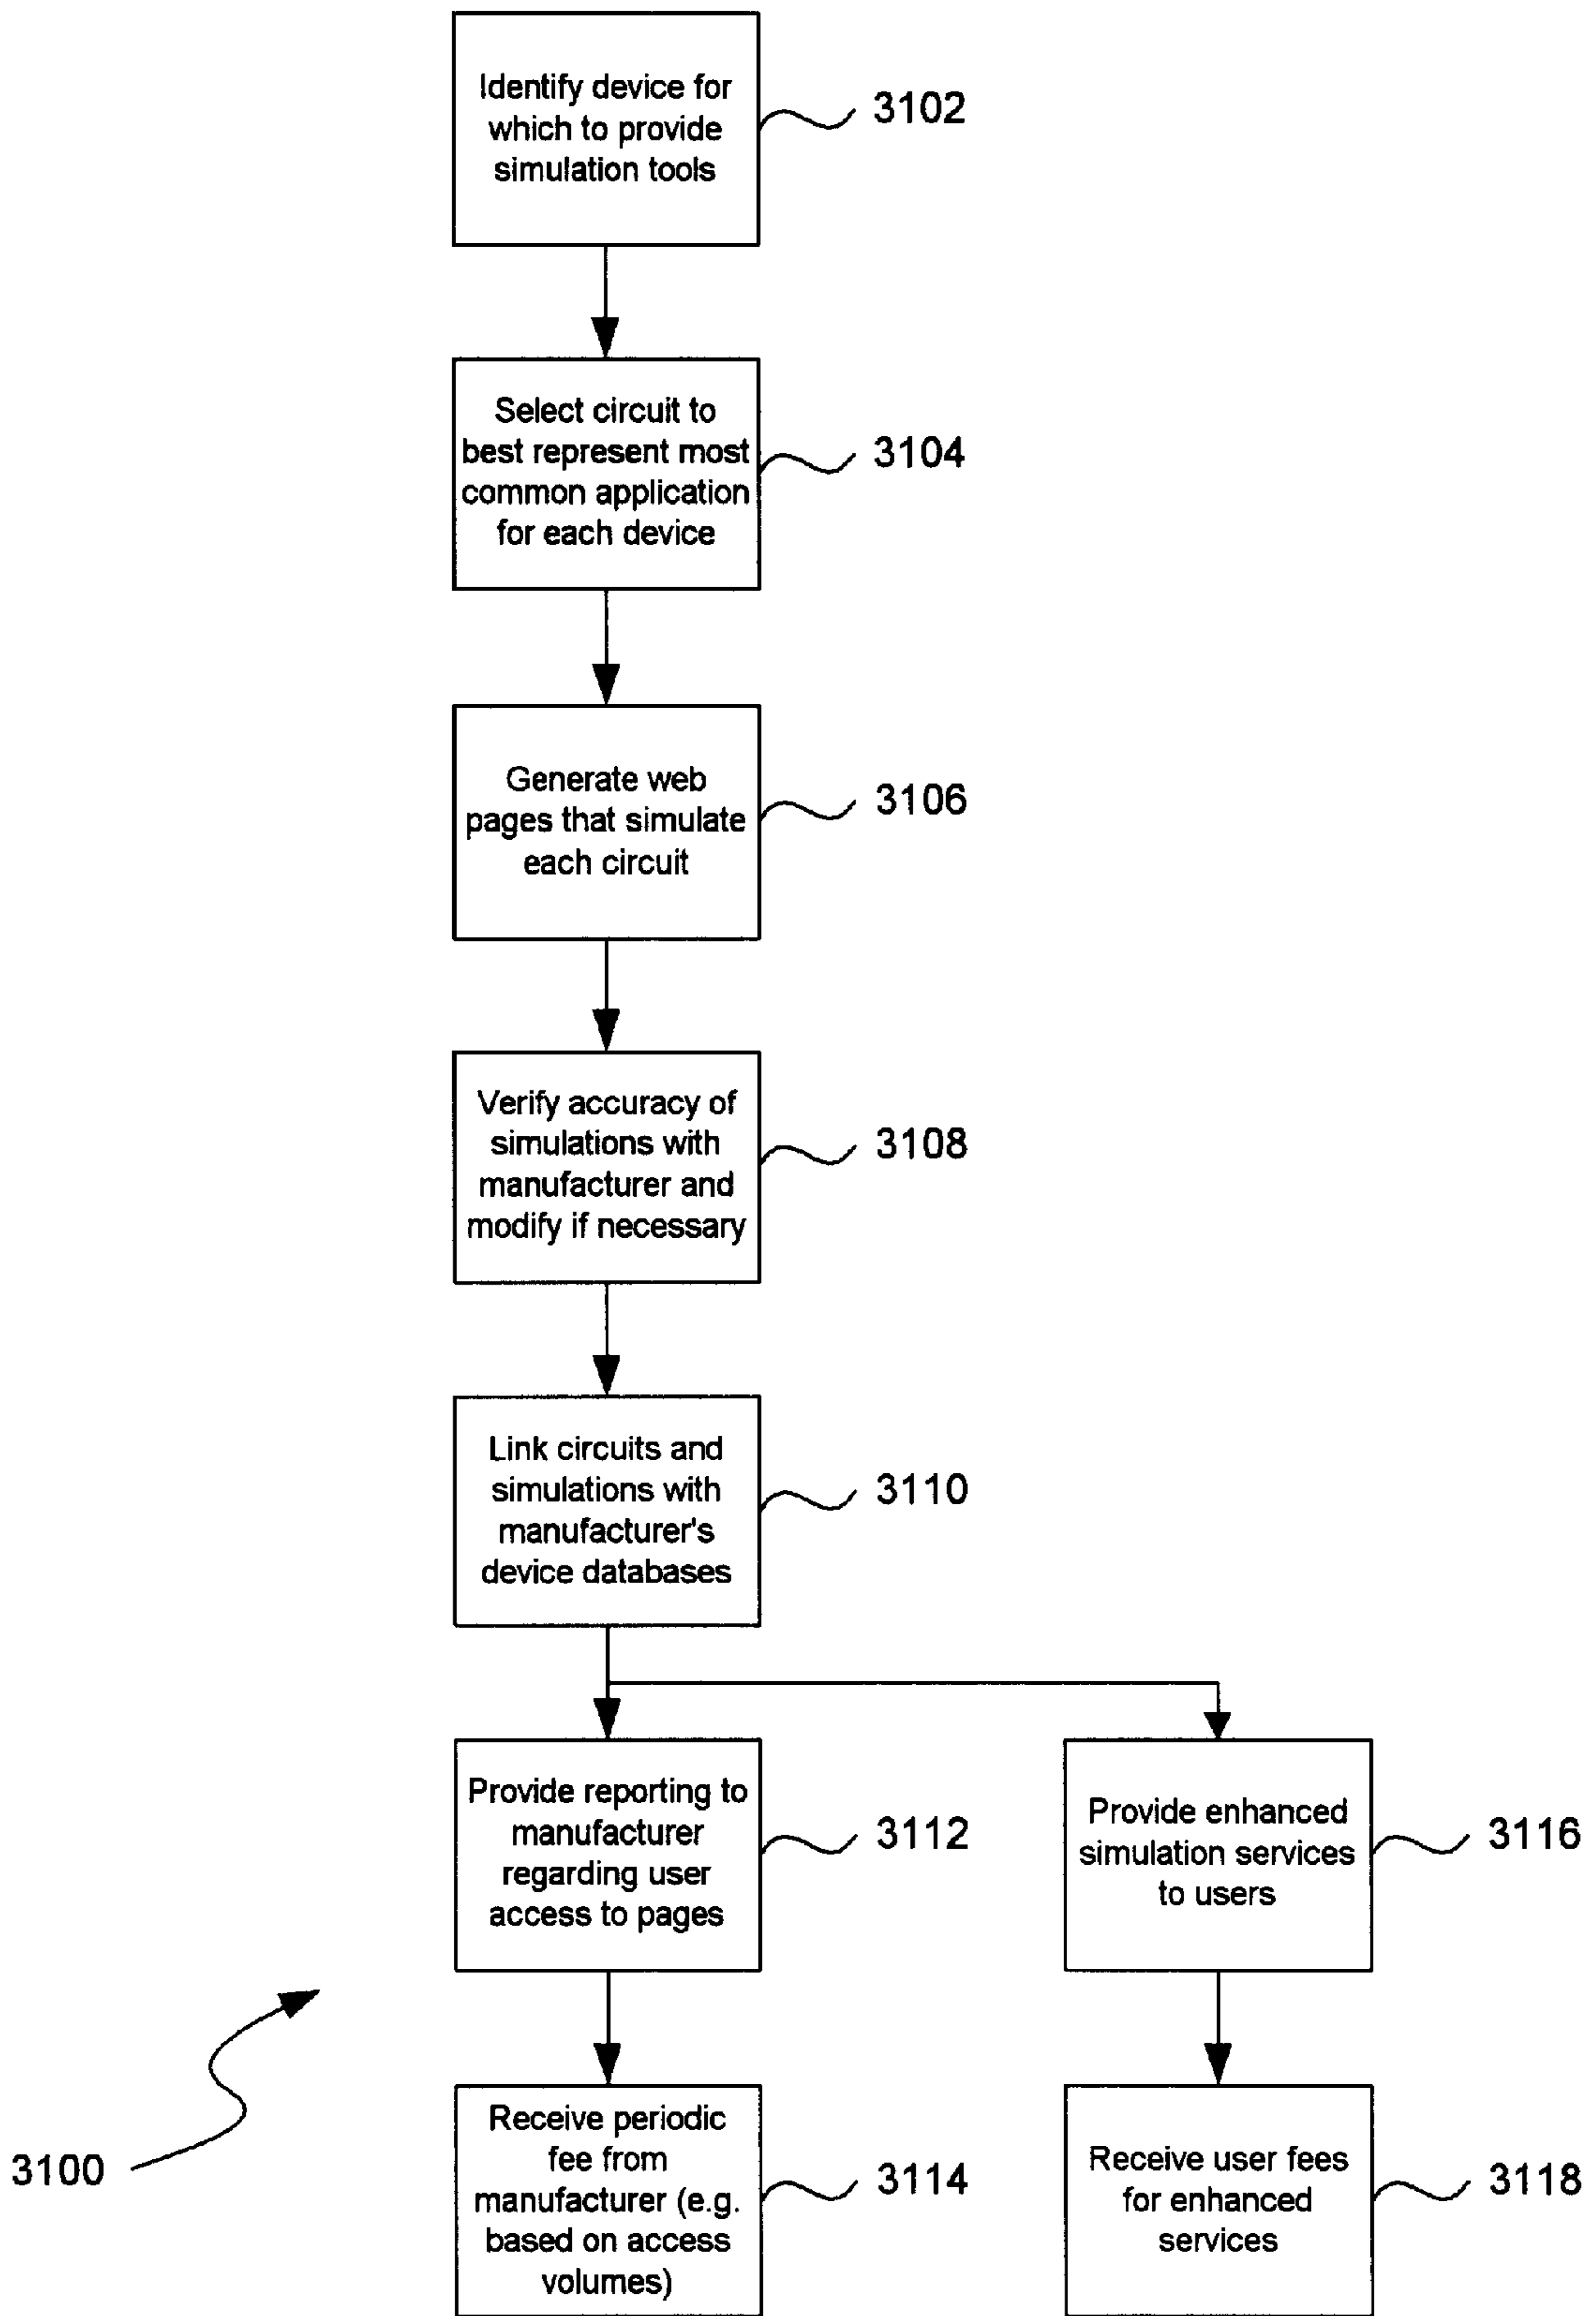 Identify device for
which to provide
simulation tools
3102
Select circuit to
best represent most
common application
for each device
3104
Generate web
pages that simulate
each circuit
3106
Verify accuracy of
simulations with
manufacturer and
modify if necessary
3108
Link circuits and
simulations with
manufacturer's
device databases
3110
Provide reporting to
manufacturer
regarding user
access to pages
3112
Provide enhanced
simulation services
to users
3116
Receive periodic
fee from
manufacturer (e.g.
based on access
volumes)
3114
Receive user fees
for enhanced
services
3118
3100